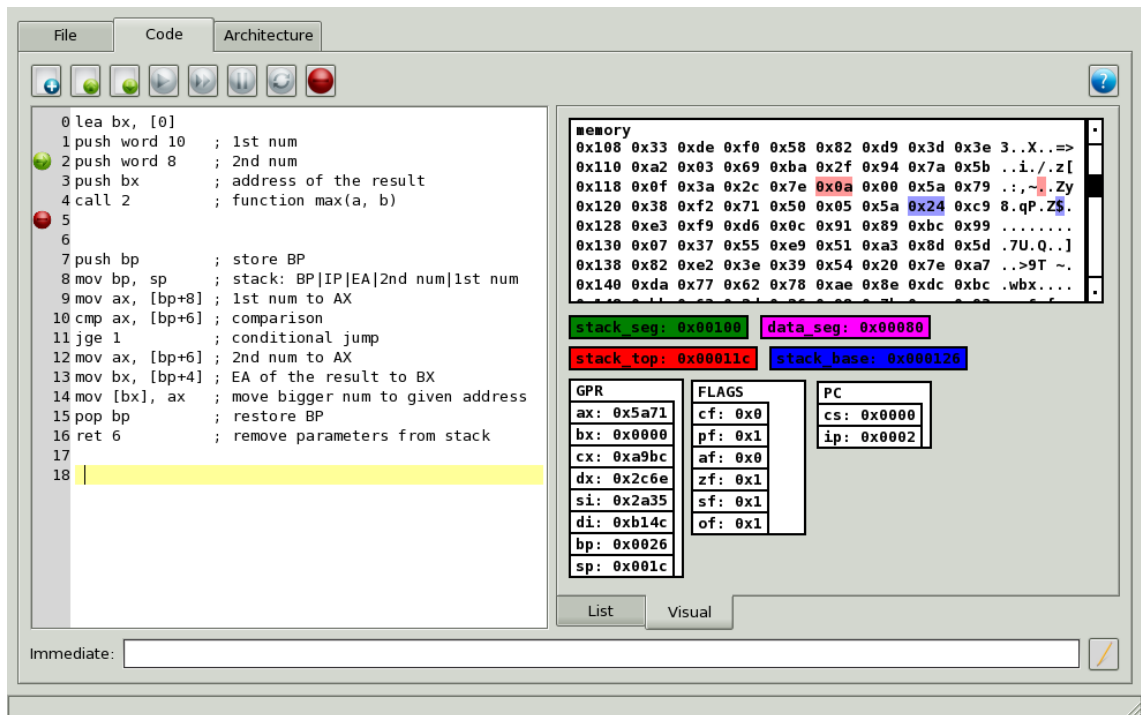 File Code Architecture
?
0 lea bx, [0]
1 push word 10 ; 1st num
2 push word 8 ; 2nd num
3 push bx ; address of the result
4 call 2 ; function max(a, b)
5
6
7 push bp ; store BP
8 mov bp, sp ; stack: BP|IP|EA|2nd num|1st num
9 mov ax, [bp+8] ; 1st num to AX
10 cmp ax, [bp+6] ; comparison
11 jge 1 ; conditional jump
12 mov ax, [bp+6] ; 2nd num to AX
13 mov bx, [bp+4] ; EA of the result to BX
14 mov [bx], ax ; move bigger num to given address
15 pop bp ; restore BP
16 ret 6 ; remove parameters from stack
17
18
memory
0x108 0x33 0xde 0xf0 0x58 0x82 0xd9 0x3d 0x3e 3..X..=>
0x110 0xa2 0x03 0x69 0xba 0x2f 0x94 0x7a 0x5b ..i./.z[
0x118 0x0f 0x3a 0x2c 0x7e 0x0a 0x00 0x5a 0x79 .:,~..Zy
0x120 0x38 0xf2 0x71 0x50 0x05 0x5a 0x24 0xc9 8.qP.Z$.
0x128 0xe3 0xf9 0xd6 0x0c 0x91 0x89 0xbc 0x99 ........
0x130 0x07 0x37 0x55 0xe9 0x51 0xa3 0x8d 0x5d .7U.Q..]
0x138 0x82 0xe2 0x3e 0x39 0x54 0x20 0x7e 0xa7 ..>9T ~.
0x140 0xda 0x77 0x62 0x78 0xae 0x8e 0xdc 0xbc .wbx....
stack_seg: 0x00100 data_seg: 0x00080
stack_top: 0x00011c stack_base: 0x000126
GPR
ax: 0x5a71
bx: 0x0000
cx: 0xa9bc
dx: 0x2c6e
si: 0x2a35
di: 0xb14c
bp: 0x0026
sp: 0x001c
FLAGS
cf: 0x0
pf: 0x1
af: 0x0
zf: 0x1
sf: 0x1
of: 0x1
PC
cs: 0x0000
ip: 0x0002
List Visual
Immediate: